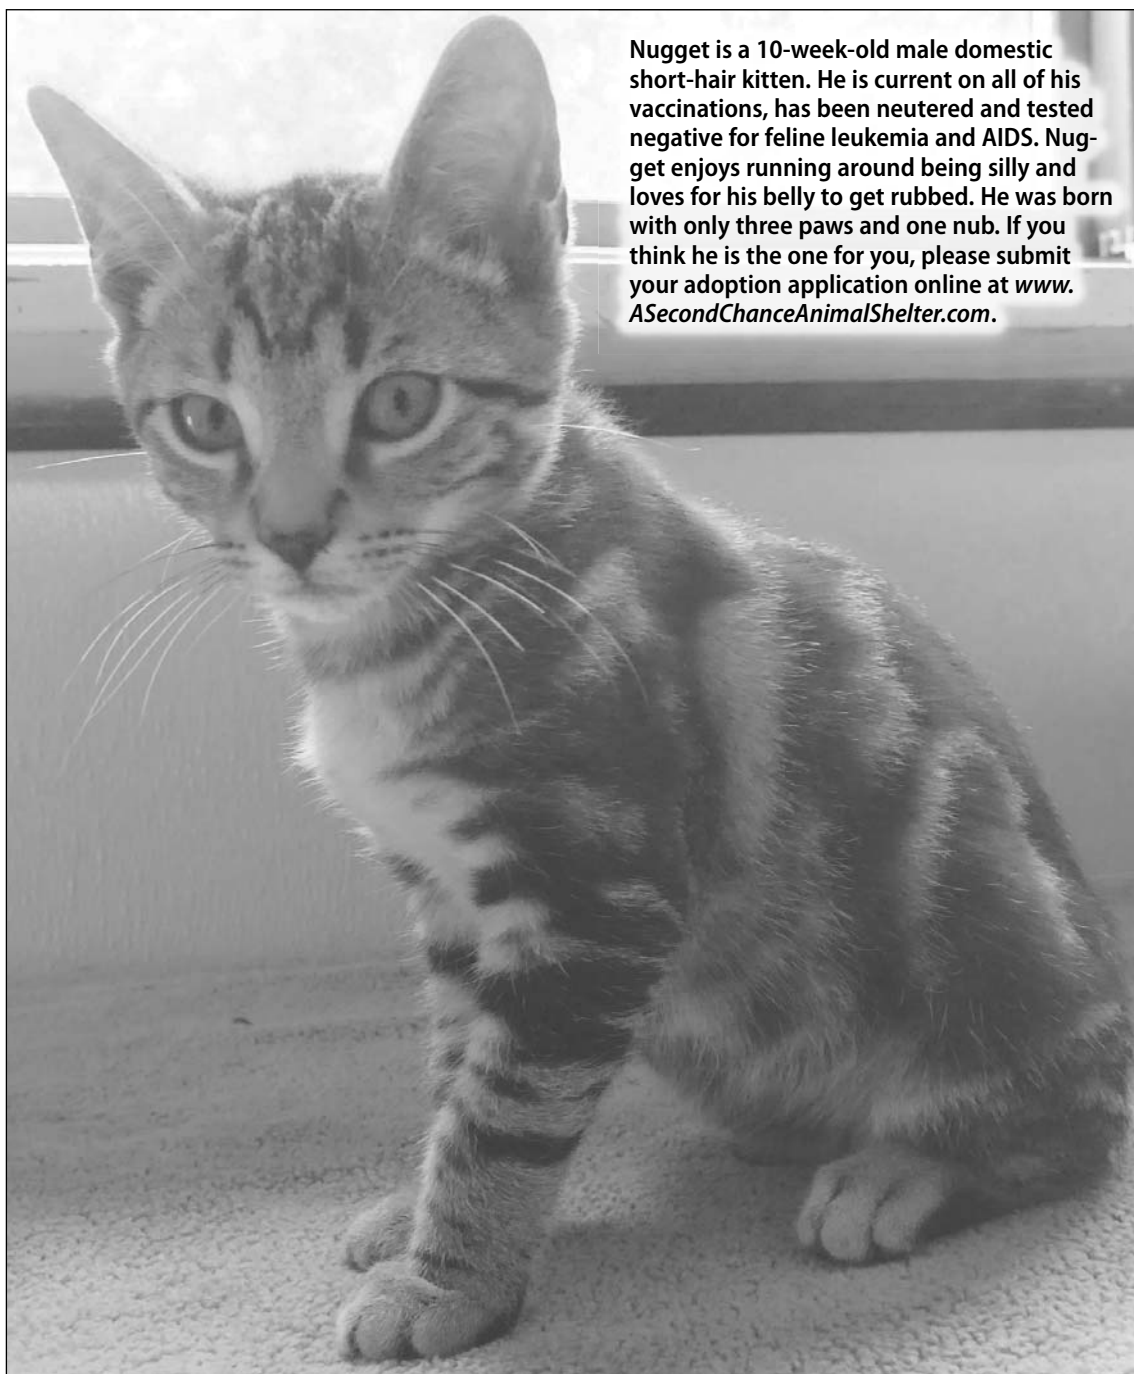 Nugget is a 10-week-old male domestic
short-hair kitten. He is current on all of his
vaccinations, has been neutered and tested
negative for feline leukemia and AIDS. Nug-
get enjoys running around being silly and
loves for his belly to get rubbed. He was born
with only three paws and one nub. If you
think he is the one for you, please submit
your adoption application online at www.
ASecondChanceAnimalShelter.com.